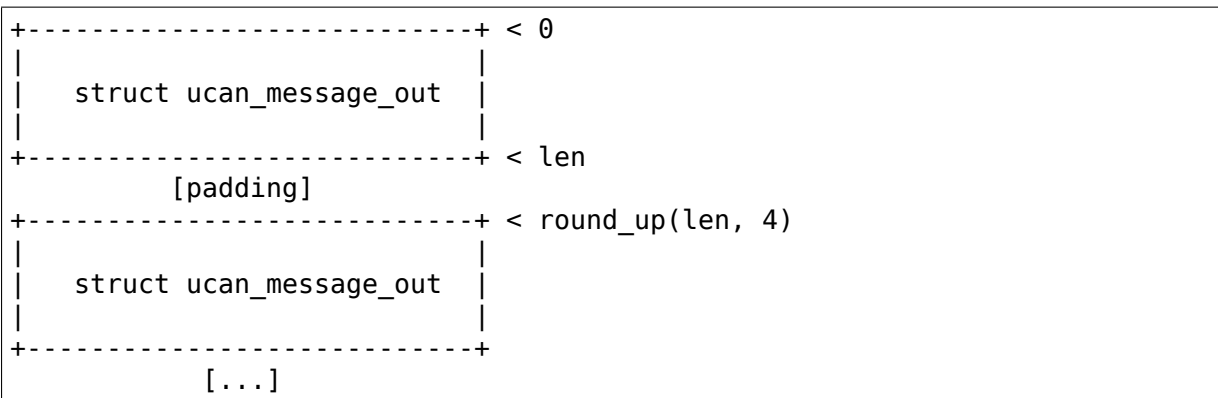 +----------------------------+ < 0
|                            |
|   struct ucan_message_out  |
|                            |
+----------------------------+ < len
          [padding]
+----------------------------+ < round_up(len, 4)
|                            |
|   struct ucan_message_out  |
|                            |
+----------------------------+
            [...]